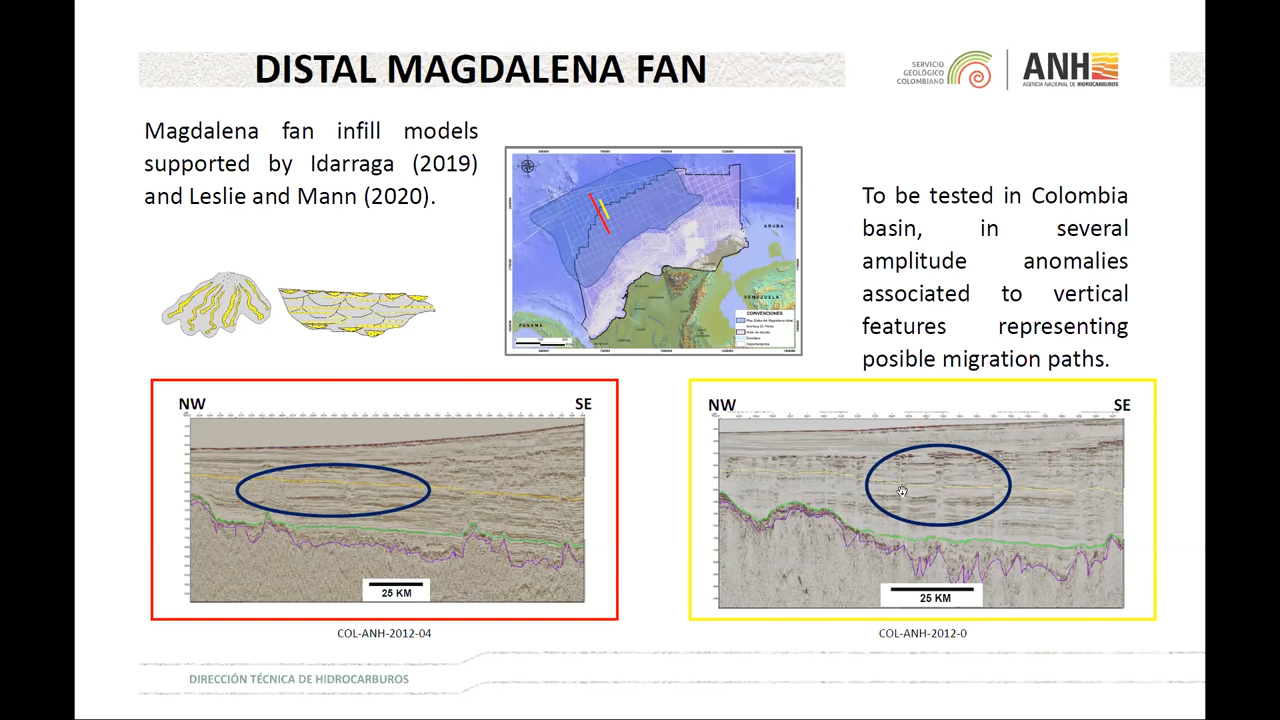 DISTAL MAGDALENA FAN
SERVICIO
GEOLÓGICO
COLOMBIANO
ANH
AGENCIA NACIONAL DE HIDROCARBUROS
Magdalena fan infill models
supported by Idarraga (2019)
and Leslie and Mann (2020).
ARUBA
VENEZUELA
PANAMA
CONVENCIONES
To be tested in Colombia
basin, in several
amplitude anomalies
associated to vertical
features representing
posible migration paths.
NW
SE
25 KM
COL-ANH-2012-04
NW
SE
25 KM
COL-ANH-2012-0
DIRECCIÓN TÉCNICA DE HIDROCARBUROS